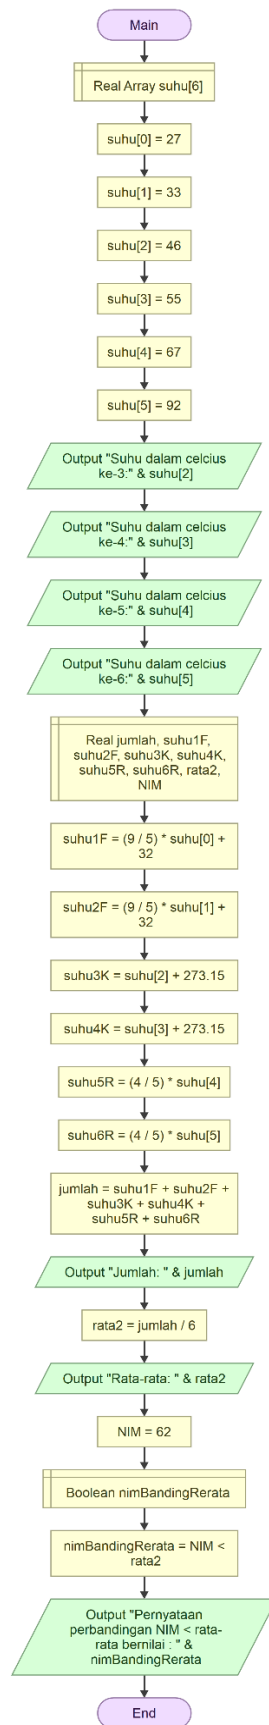 Main
Real Array suhu[6]
suhu[0] = 27
suhu[1] = 33
suhu[2] = 46
suhu[3] = 55
suhu[4] = 67
suhu[5] = 92
Output "Suhu dalam celcius
ke-3:" & suhu[2]
Output "Suhu dalam celcius
ke-4:" & suhu[3]
Output "Suhu dalam celcius
ke-5:" & suhu[4]
Output "Suhu dalam celcius
ke-6:" & suhu[5]
Real jumlah, suhu1F,
suhu2F, suhu3K, suhu4K,
suhu5R, suhu6R, rata2,
NIM
suhu1F = (9 / 5) * suhu[0] +
32
suhu2F = (9 / 5) * suhu[1] +
32
suhu3K = suhu[2] + 273.15
suhu4K = suhu[3] + 273.15
suhu5R = (4 / 5) * suhu[4]
suhu6R = (4 / 5) * suhu[5]
jumlah = suhu1F + suhu2F +
suhu3K + suhu4K +
suhu5R + suhu6R
Output "Jumlah: " & jumlah
rata2 = jumlah / 6
Output "Rata-rata: " & rata2
NIM = 62
Boolean nimBandingRerata
nimBandingRerata = NIM <
rata2
Output "Pernyataan
perbandingan NIM < rata-
rata bernilai : " &
nimBandingRerata
End